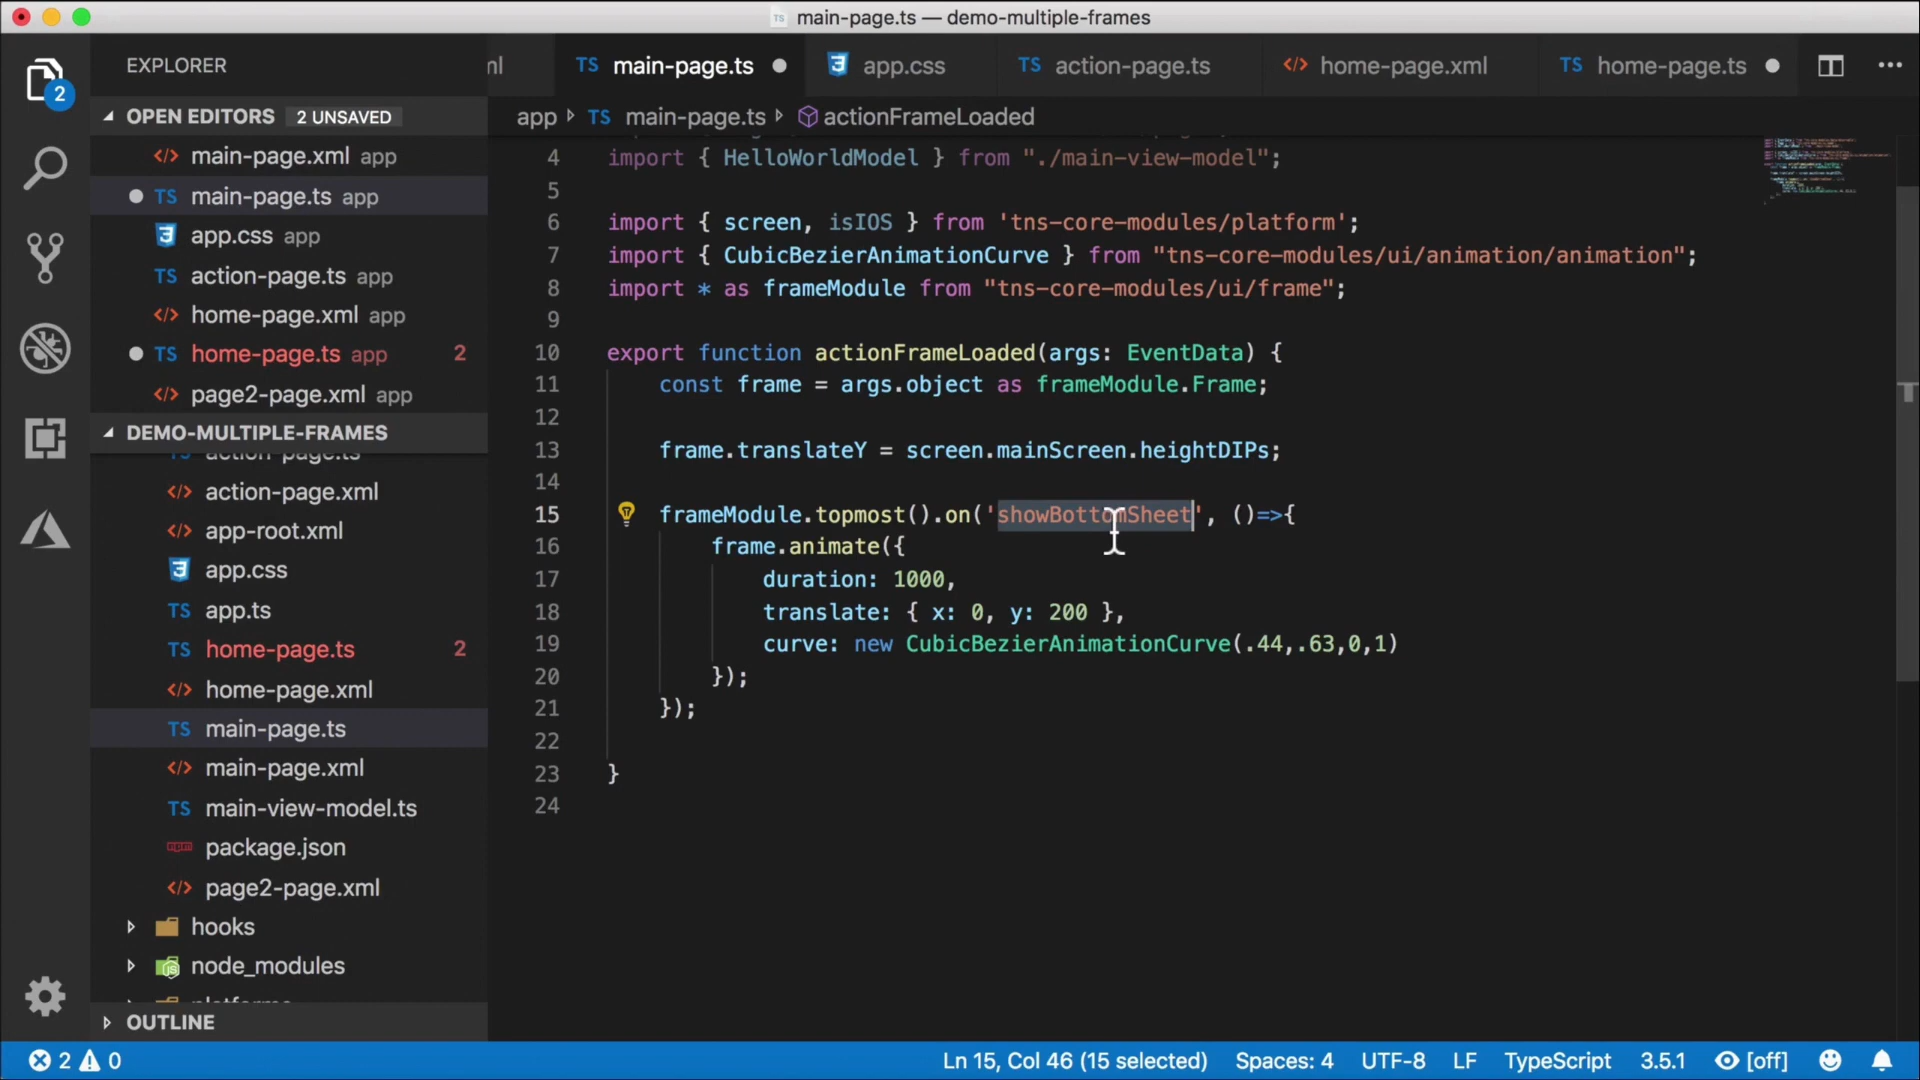 main-page.ts — demo-multiple-frames
EXPLORER
OPEN EDITORS 2 UNSAVED
main-page.xml app
main-page.ts app
app.css app
action-page.ts app
home-page.xml app
home-page.ts app 2
page2-page.xml app
DEMO-MULTIPLE-FRAMES
action-page.ts
action-page.xml
app-root.xml
app.css
app.ts
home-page.ts 2
home-page.xml
main-page.ts
main-page.xml
main-view-model.ts
package.json
page2-page.xml
hooks
node_modules
platforms
OUTLINE
ml TS main-page.ts app.css TS action-page.ts home-page.xml TS home-page.ts
app TS main-page.ts actionFrameLoaded
4 import { HelloWorldModel } from "./main-view-model";
5
6 import { screen, isIOS } from 'tns-core-modules/platform';
7 import { CubicBezierAnimationCurve } from "tns-core-modules/ui/animation/animation";
8 import * as frameModule from "tns-core-modules/ui/frame";
9
10 export function actionFrameLoaded(args: EventData) {
11 const frame = args.object as frameModule.Frame;
12
13 frame.translateY = screen.mainScreen.heightDIPs;
14
15 frameModule.topmost().on('showBottomSheet', ()=>{
16 frame.animate({
17 duration: 1000,
18 translate: { x: 0, y: 200 },
19 curve: new CubicBezierAnimationCurve(.44,.63,0,1)
20 });
21 });
22
23 }
24
2 0 Ln 15, Col 46 (15 selected) Spaces: 4 UTF-8 LF TypeScript 3.5.1 [off]